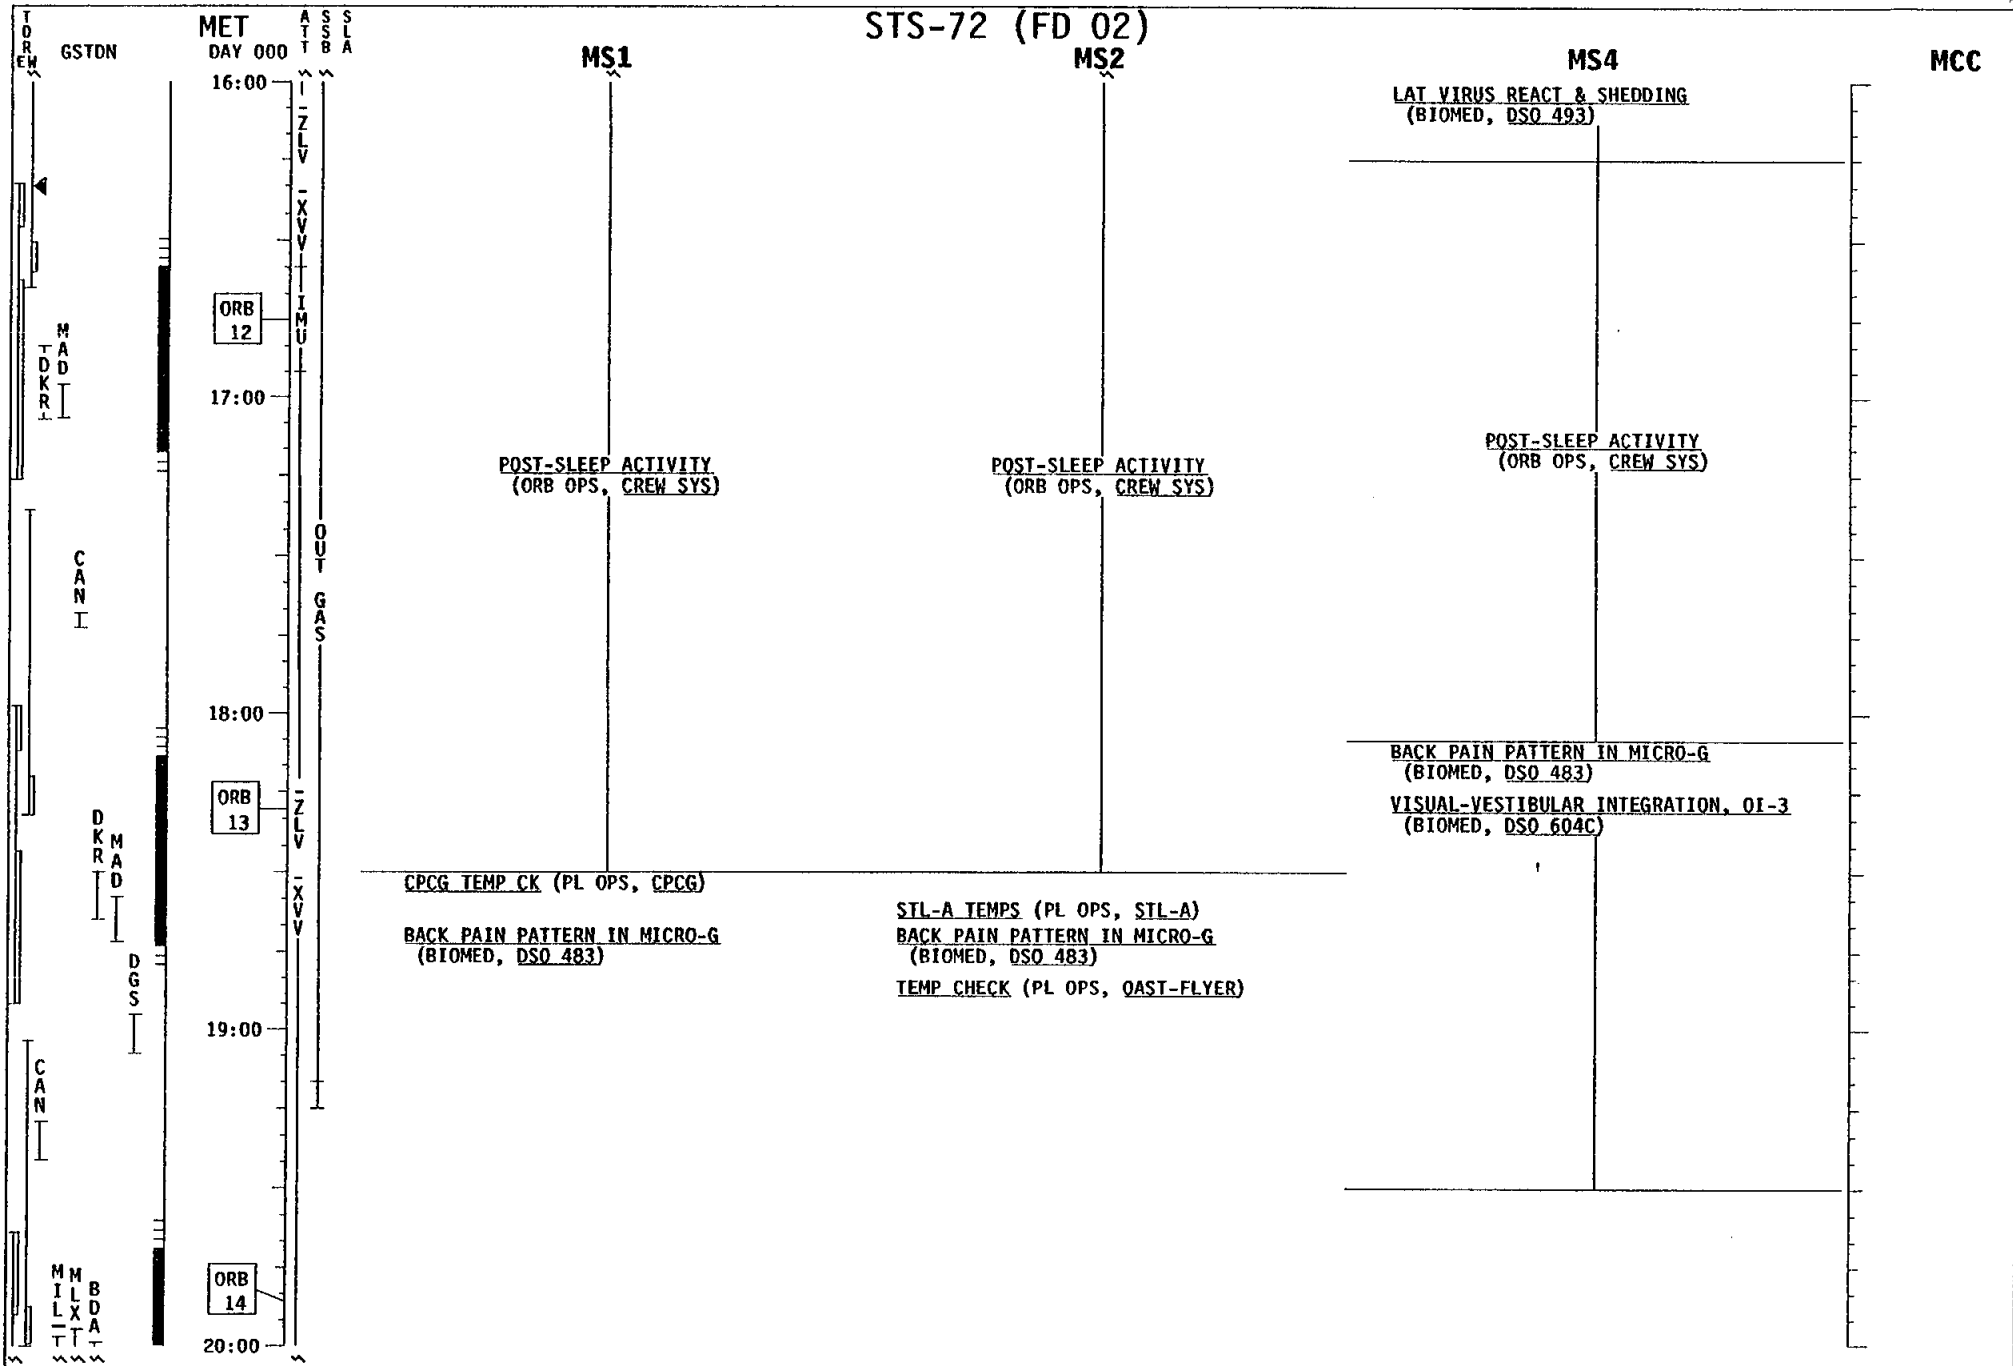 STS-72 (FD 02)
TDRE W
GSTDN
MET
DAY 000
ATT
SSB
SLA
MS1
MS2
MS4
MCC
16:00
LAT VIRUS REACT & SHEDDING
(BIOMED, DSO 493)
-ZLV
-XVV
ORB
12
IMU
MAD
DKR
17:00
POST-SLEEP ACTIVITY
(ORB OPS, CREW SYS)
POST-SLEEP ACTIVITY
(ORB OPS, CREW SYS)
POST-SLEEP ACTIVITY
(ORB OPS, CREW SYS)
OUT GAS
CAN
18:00
BACK PAIN PATTERN IN MICRO-G
(BIOMED, DSO 483)
ORB
13
-ZLV
VISUAL-VESTIBULAR INTEGRATION, OI-3
(BIOMED, DSO 604C)
DKR
MAD
-XVV
CPCG TEMP CK (PL OPS, CPCG)
STL-A TEMPS (PL OPS, STL-A)
BACK PAIN PATTERN IN MICRO-G
(BIOMED, DSO 483)
BACK PAIN PATTERN IN MICRO-G
(BIOMED, DSO 483)
TEMP CHECK (PL OPS, OAST-FLYER)
DGS
19:00
CAN
MIL
MLX
BDA
ORB
14
20:00